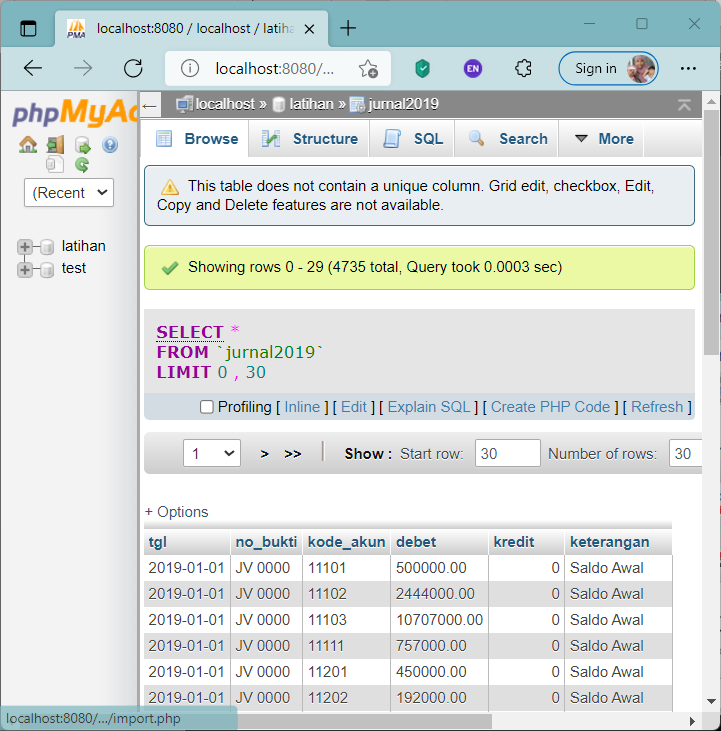 localhost:8080 / localhost / latiha
PMA
localhost:8080/...
EN
Sign in
phpMyAd
(Recent
latihan
test
localhost » latihan » jurnal2019
Browse
Structure
SQL
Search
More
This table does not contain a unique column. Grid edit, checkbox, Edit,
Copy and Delete features are not available.
Showing rows 0 - 29 (4735 total, Query took 0.0003 sec)
SELECT *
FROM `jurnal2019`
LIMIT 0 , 30
Profiling [ Inline ] [ Edit ] [ Explain SQL ] [ Create PHP Code ] [ Refresh ]
1 > >> Show : Start row: 30 Number of rows: 30
+ Options
tgl no_bukti kode_akun debet kredit keterangan
2019-01-01 JV 0000 11101 500000.00 0 Saldo Awal
2019-01-01 JV 0000 11102 2444000.00 0 Saldo Awal
2019-01-01 JV 0000 11103 10707000.00 0 Saldo Awal
2019-01-01 JV 0000 11111 757000.00 0 Saldo Awal
2019-01-01 JV 0000 11201 450000.00 0 Saldo Awal
2019-01-01 JV 0000 11202 192000.00 0 Saldo Awal
localhost:8080/.../import.php